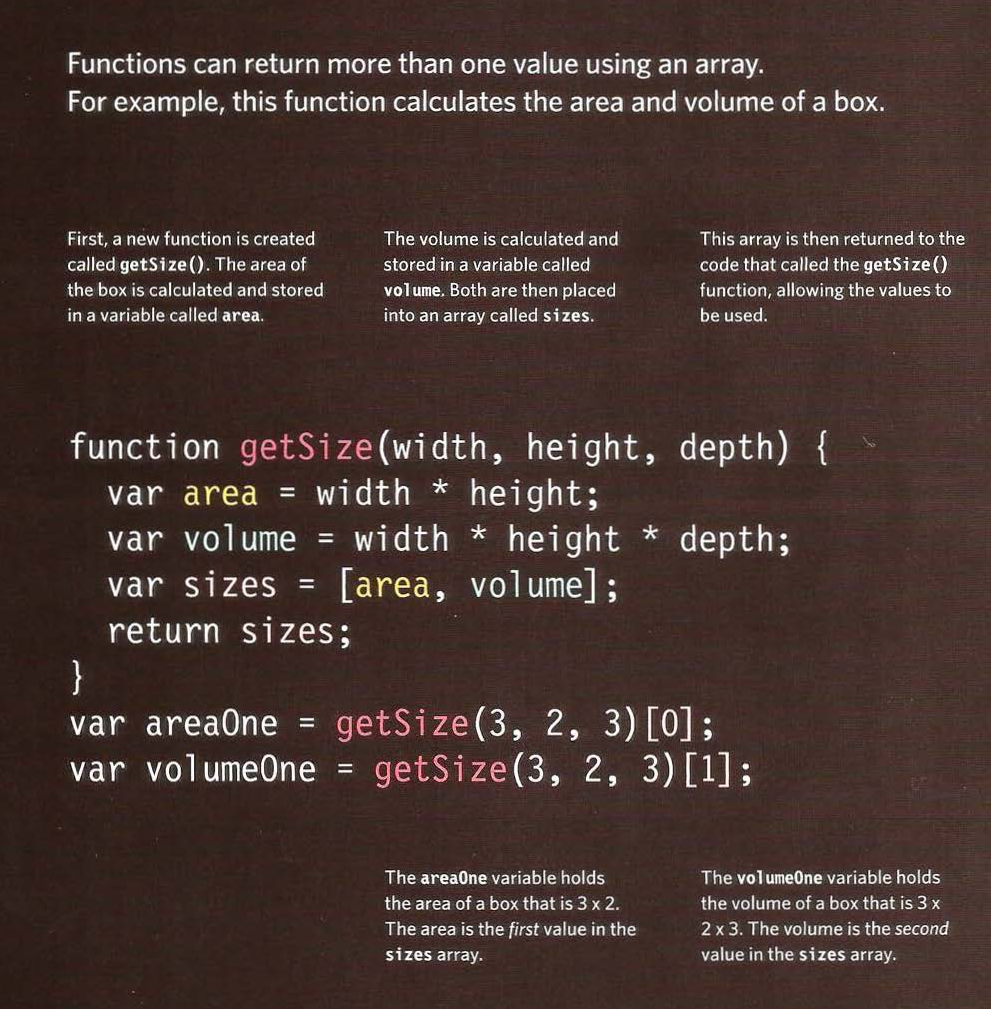 Functions can return more than one value using an array.
For example, this function calculates the area and volume of a box.
First, a new function is created
called getSize(). The area of
the box is calculated and stored
in a variable called area.
The volume is calculated and
stored in a variable called
volume. Both are then placed
into an array called sizes.
This array is then returned to the
code that called the getSize()
function, allowing the values to
be used.
function getSize(width, height, depth) {
  var area = width * height;
  var volume = width * height * depth;
  var sizes = [area, volume];
  return sizes;
}
var areaOne = getSize(3, 2, 3)[0];
var volumeOne = getSize(3, 2, 3)[1];
The areaOne variable holds
the area of a box that is 3 x 2.
The area is the first value in the
sizes array.
The volumeOne variable holds
the volume of a box that is 3 x
2 x 3. The volume is the second
value in the sizes array.